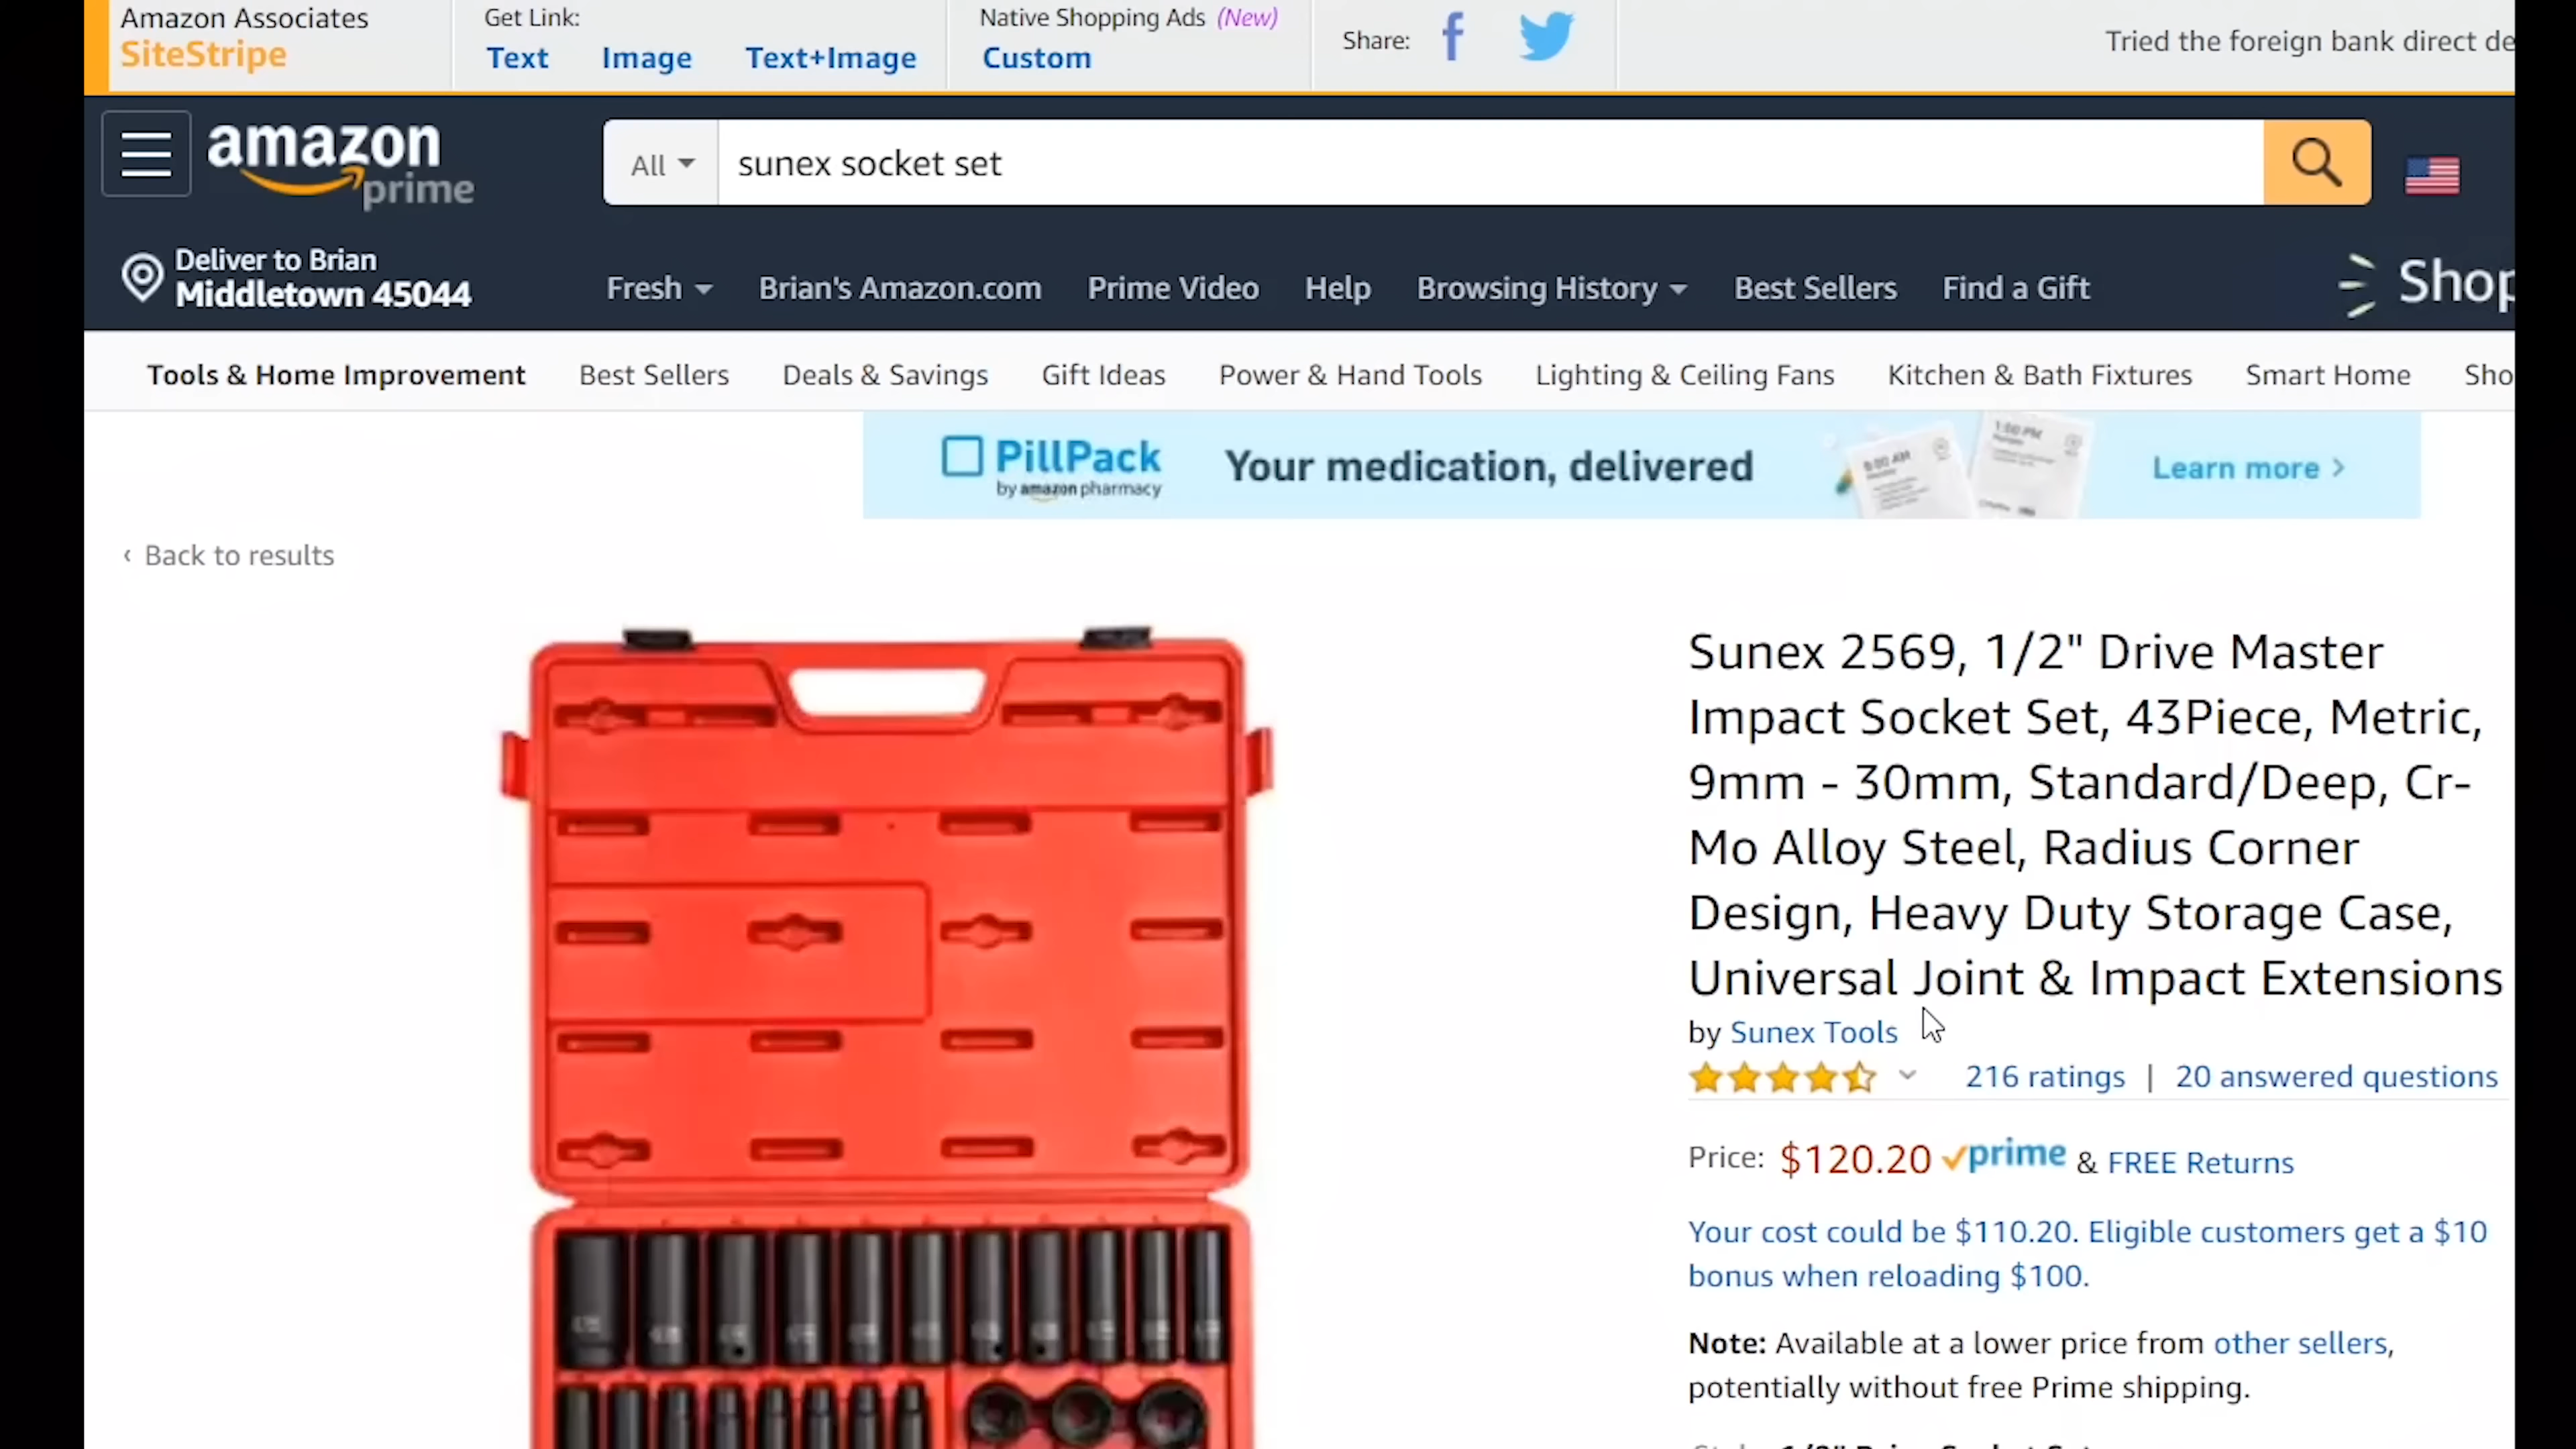 Amazon Associates
SiteStripe
Get Link:
Text Image Text+Image
Native Shopping Ads (New)
Custom
Share:
Tried the foreign bank direct de
amazon
prime
All
sunex socket set
Deliver to Brian
Middletown 45044
Fresh Brian's Amazon.com Prime Video Help Browsing History Best Sellers Find a Gift
Shop
Tools & Home Improvement Best Sellers Deals & Savings Gift Ideas Power & Hand Tools Lighting & Ceiling Fans Kitchen & Bath Fixtures Smart Home Sho
PillPack
by amazon pharmacy
Your medication, delivered
Learn more >
‹ Back to results
Sunex 2569, 1/2" Drive Master
Impact Socket Set, 43Piece, Metric,
9mm - 30mm, Standard/Deep, Cr-
Mo Alloy Steel, Radius Corner
Design, Heavy Duty Storage Case,
Universal Joint & Impact Extensions
by Sunex Tools
216 ratings | 20 answered questions
Price: $120.20 prime & FREE Returns
Your cost could be $110.20. Eligible customers get a $10
bonus when reloading $100.
Note: Available at a lower price from other sellers,
potentially without free Prime shipping.